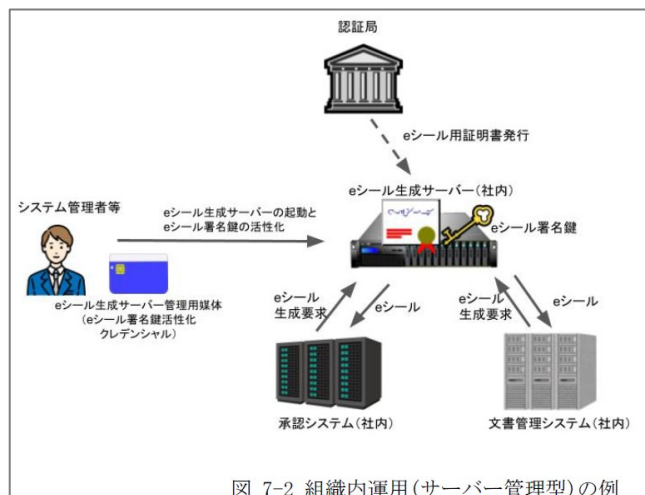 認証局
eシール用証明書発行
eシール生成サーバー(社内)
システム管理者等
eシール生成サーバーの起動と
eシール署名鍵の活性化
eシール署名鍵
eシール生成サーバー管理用媒体
(eシール署名鍵活性化
クレデンシャル)
eシール
生成要求
eシール
eシール
生成要求
eシール
承認システム(社内)
文書管理システム(社内)
図 7-2 組織内運用(サーバー管理型)の例